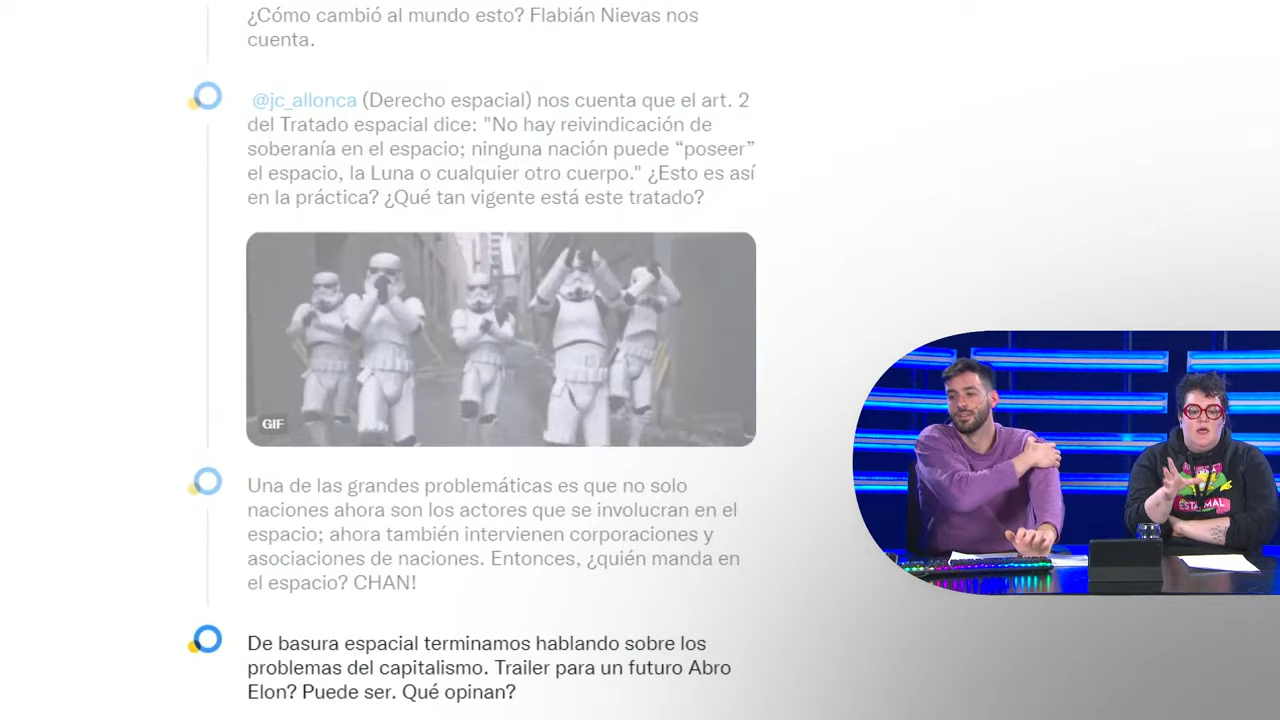 ¿Cómo cambió al mundo esto? Flabián Nievas nos
cuenta.
@jc_allonca (Derecho espacial) nos cuenta que el art. 2
del Tratado espacial dice: "No hay reivindicación de
soberanía en el espacio; ninguna nación puede “poseer”
el espacio, la Luna o cualquier otro cuerpo." ¿Esto es así
en la práctica? ¿Qué tan vigente está este tratado?
GIF
Una de las grandes problemáticas es que no solo
naciones ahora son los actores que se involucran en el
espacio; ahora también intervienen corporaciones y
asociaciones de naciones. Entonces, ¿quién manda en
el espacio? CHAN!
De basura espacial terminamos hablando sobre los
problemas del capitalismo. Trailer para un futuro Abro
Elon? Puede ser. Qué opinan?
ESTÁ MAL